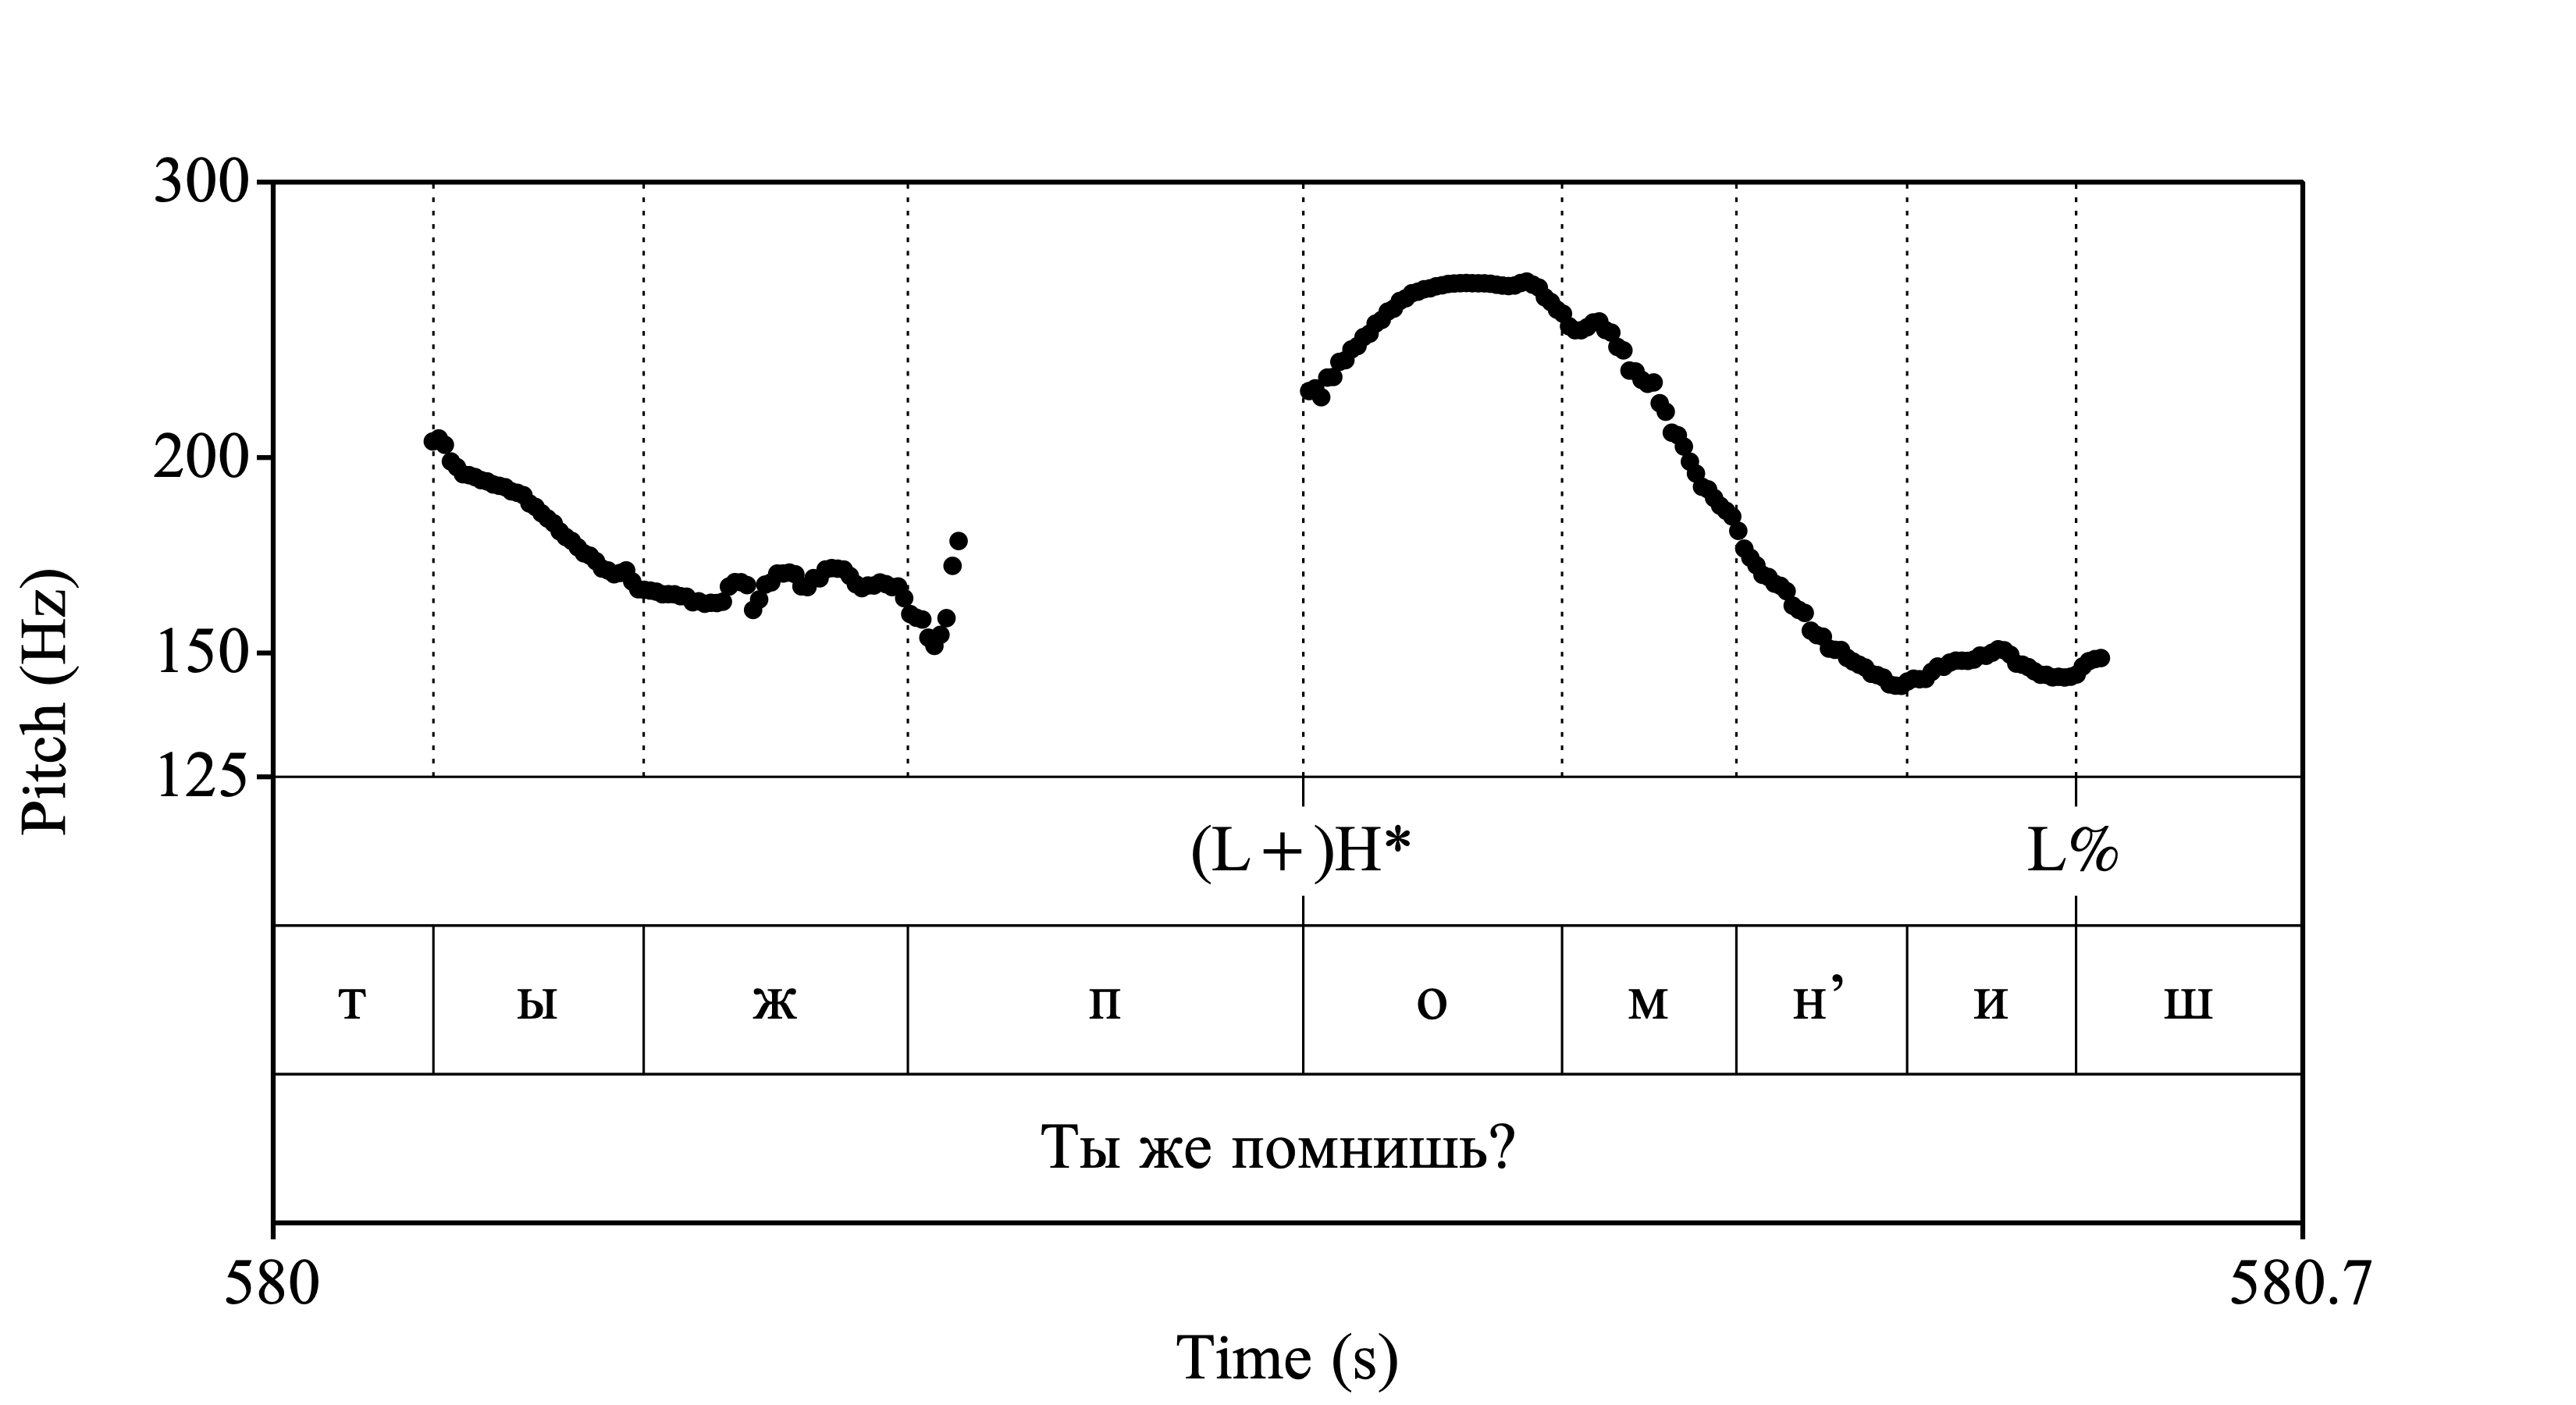 300
200
150
125
Pitch (Hz)
(L+)H* L%
т ы ж п о м н’ и ш
Ты же помнишь?
580 580.7
Time (s)